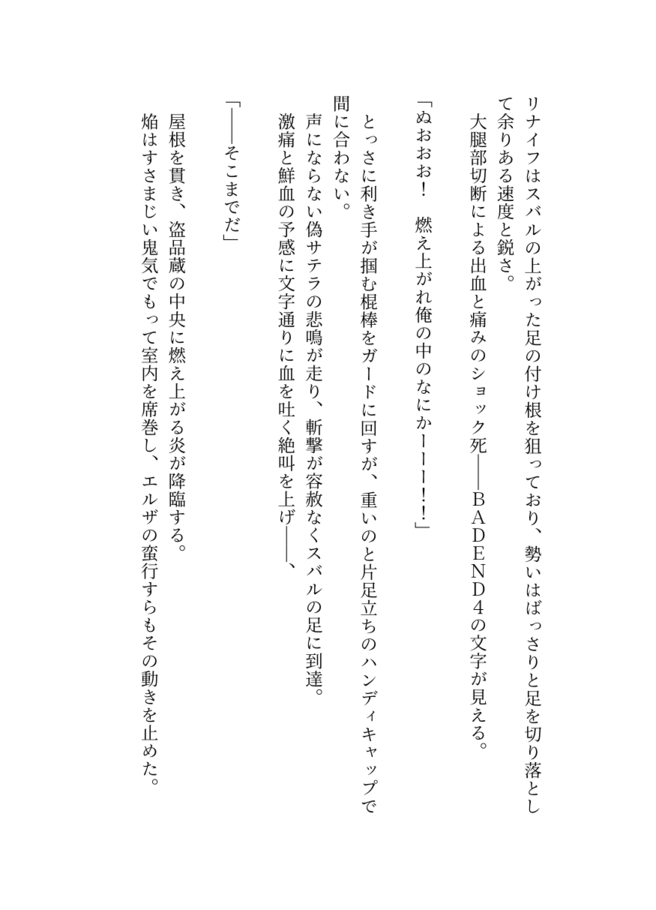 リナイフはスバルの上がった足の付け根を狙っており、勢いはばっさりと足を切り落とし
て余りある速度と鋭さ。
　大腿部切断による出血と痛みのショック死――ＢＡＤＥＮＤ４の文字が見える。
「ぬぉぉぉ！　燃え上がれ俺の中のなにかーーー！！」
　とっさに利き手が掴む棍棒をガードに回すが、重いのと片足立ちのハンディキャップで
間に合わない。
　声にならない偽サテラの悲鳴が走り、斬撃が容赦なくスバルの足に到達。
　激痛と鮮血の予感に文字通りに血を吐く絶叫を上げ――、
「――そこまでだ」
　屋根を貫き、盗品蔵の中央に燃え上がる炎が降臨する。
　焔はすさまじい鬼気でもって室内を席巻し、エルザの蛮行すらもその動きを止めた。